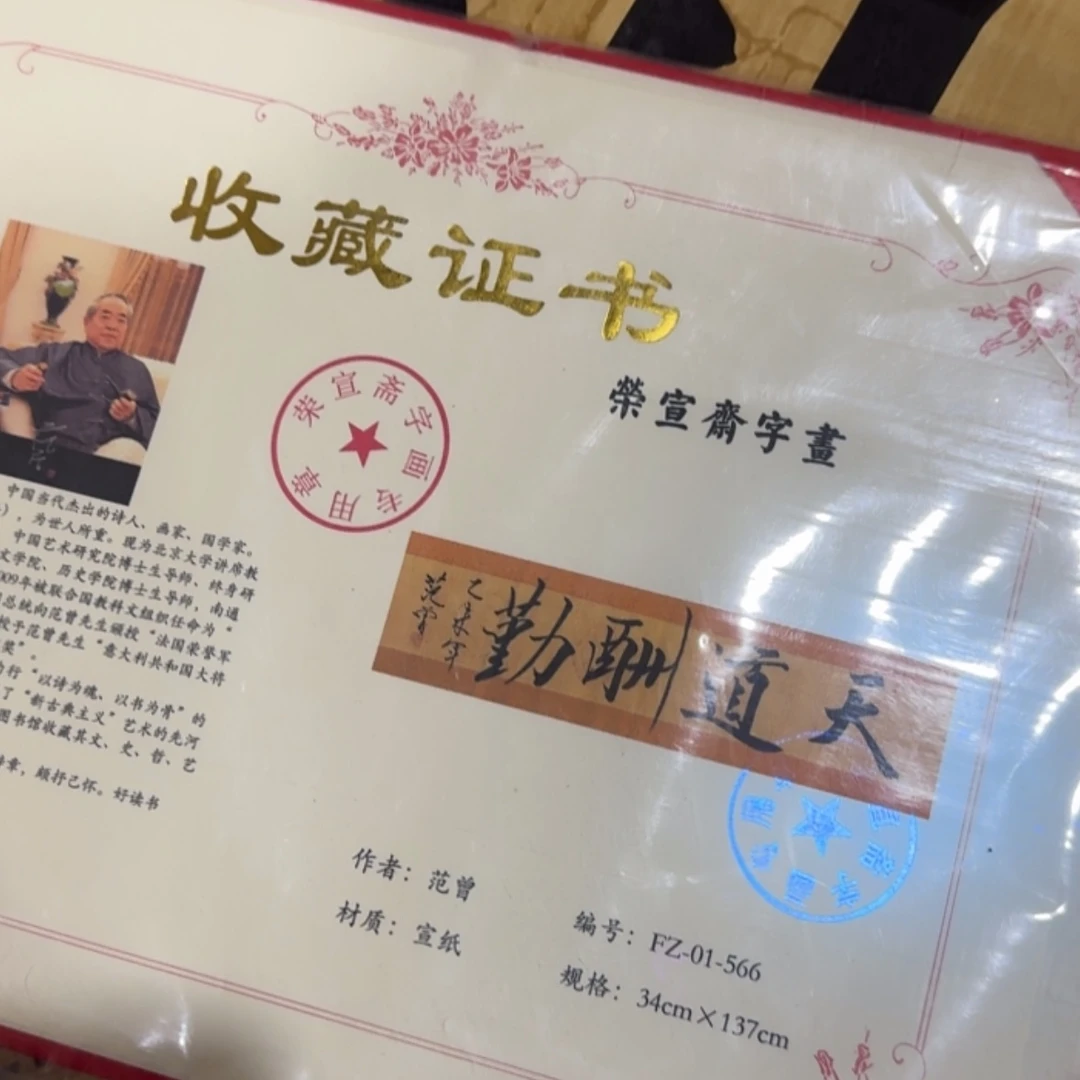 收藏证书
榮宣齋字畫
荣宣斋字画专用章
中国当代杰出的诗人、画家、国学家。
，为世人所重。现为北京大学讲席教
中国艺术研究院博士生导师、终身研
文学院、历史学院博士生导师，南通
09年被联合国教科文组织任命为“
总统向范曾先生颁授“法国荣誉军
授予范曾先生“意大利共和国大将
奖”
行“以诗为魂、以书为骨”的
了“新古典主义”艺术的先河
图书馆收藏其文、史、哲、艺
章，颇抒己怀。好读书
天道酬勤
乙未年
范曾
作者：范曾
材质：宣纸
编号：FZ-01-566
规格：34cm×137cm